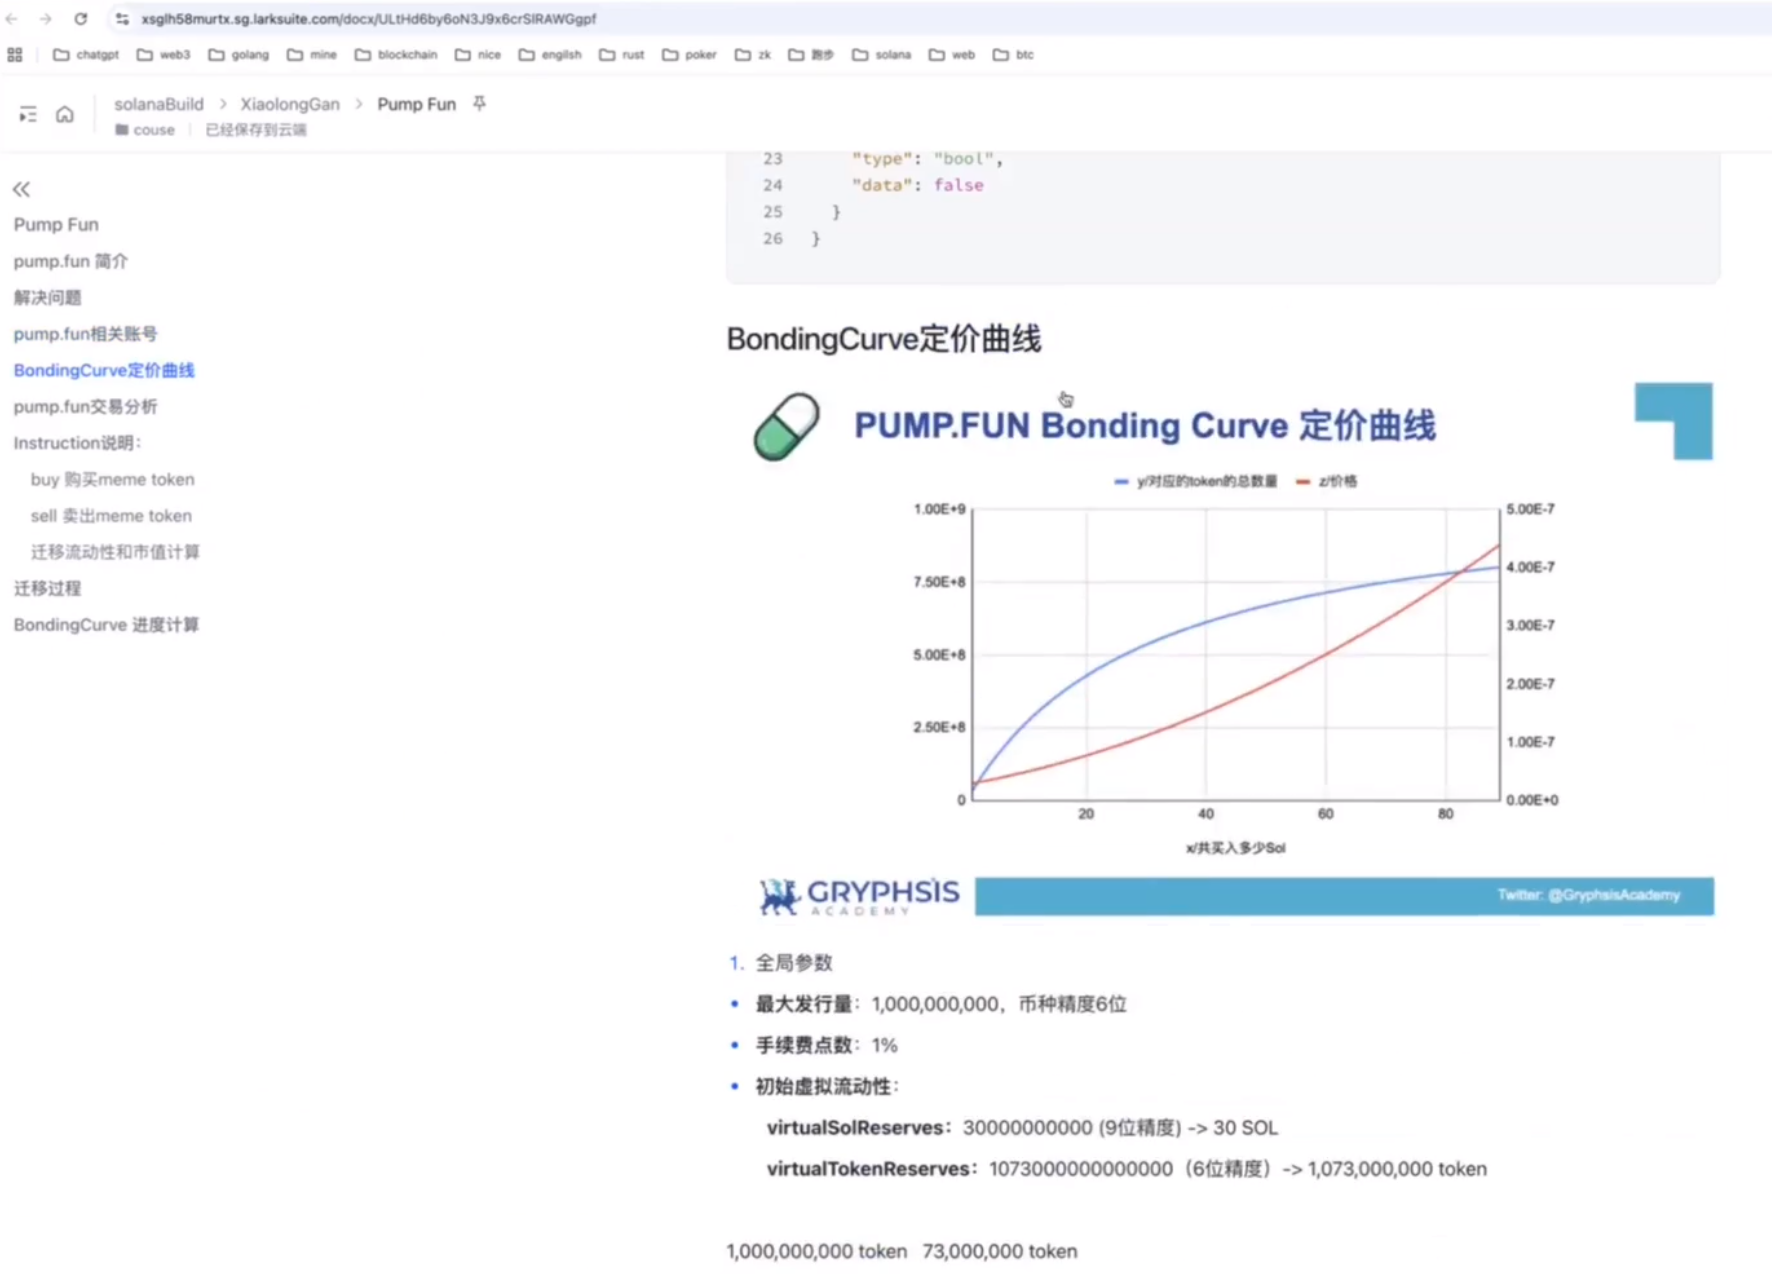 xsglh58murtx.sg.larksuite.com/docx/ULtHd6by6oN3J9x6crSlRAWGgpf
chatgpt web3 golang mine blockchain nice english rust poker zk 跑步 solana web btc
solanaBuild > XiaolongGan > Pump Fun
couse | 已经保存到云端
Pump Fun
pump.fun 简介
解决问题
pump.fun相关账号
BondingCurve定价曲线
pump.fun交易分析
Instruction说明：
buy 购买meme token
sell 卖出meme token
迁移流动性和市值计算
迁移过程
BondingCurve 进度计算
23 "type": "bool",
24 "data": false
25 }
26 }
BondingCurve定价曲线
PUMP.FUN Bonding Curve 定价曲线
y/对应的token的总数量 z/价格
1.00E+9 5.00E-7
7.50E+8 4.00E-7
5.00E+8 3.00E-7
2.50E+8 2.00E-7
1.00E-7
0 0.00E+0
20 40 60 80
x/共买入多少Sol
GRYPHSIS
ACADEMY
Twitter: @GryphsisAcademy
1. 全局参数
• 最大发行量：1,000,000,000，币种精度6位
• 手续费点数：1%
• 初始虚拟流动性：
virtualSolReserves：30000000000 (9位精度) -> 30 SOL
virtualTokenReserves：1073000000000000（6位精度）-> 1,073,000,000 token
1,000,000,000 token 73,000,000 token